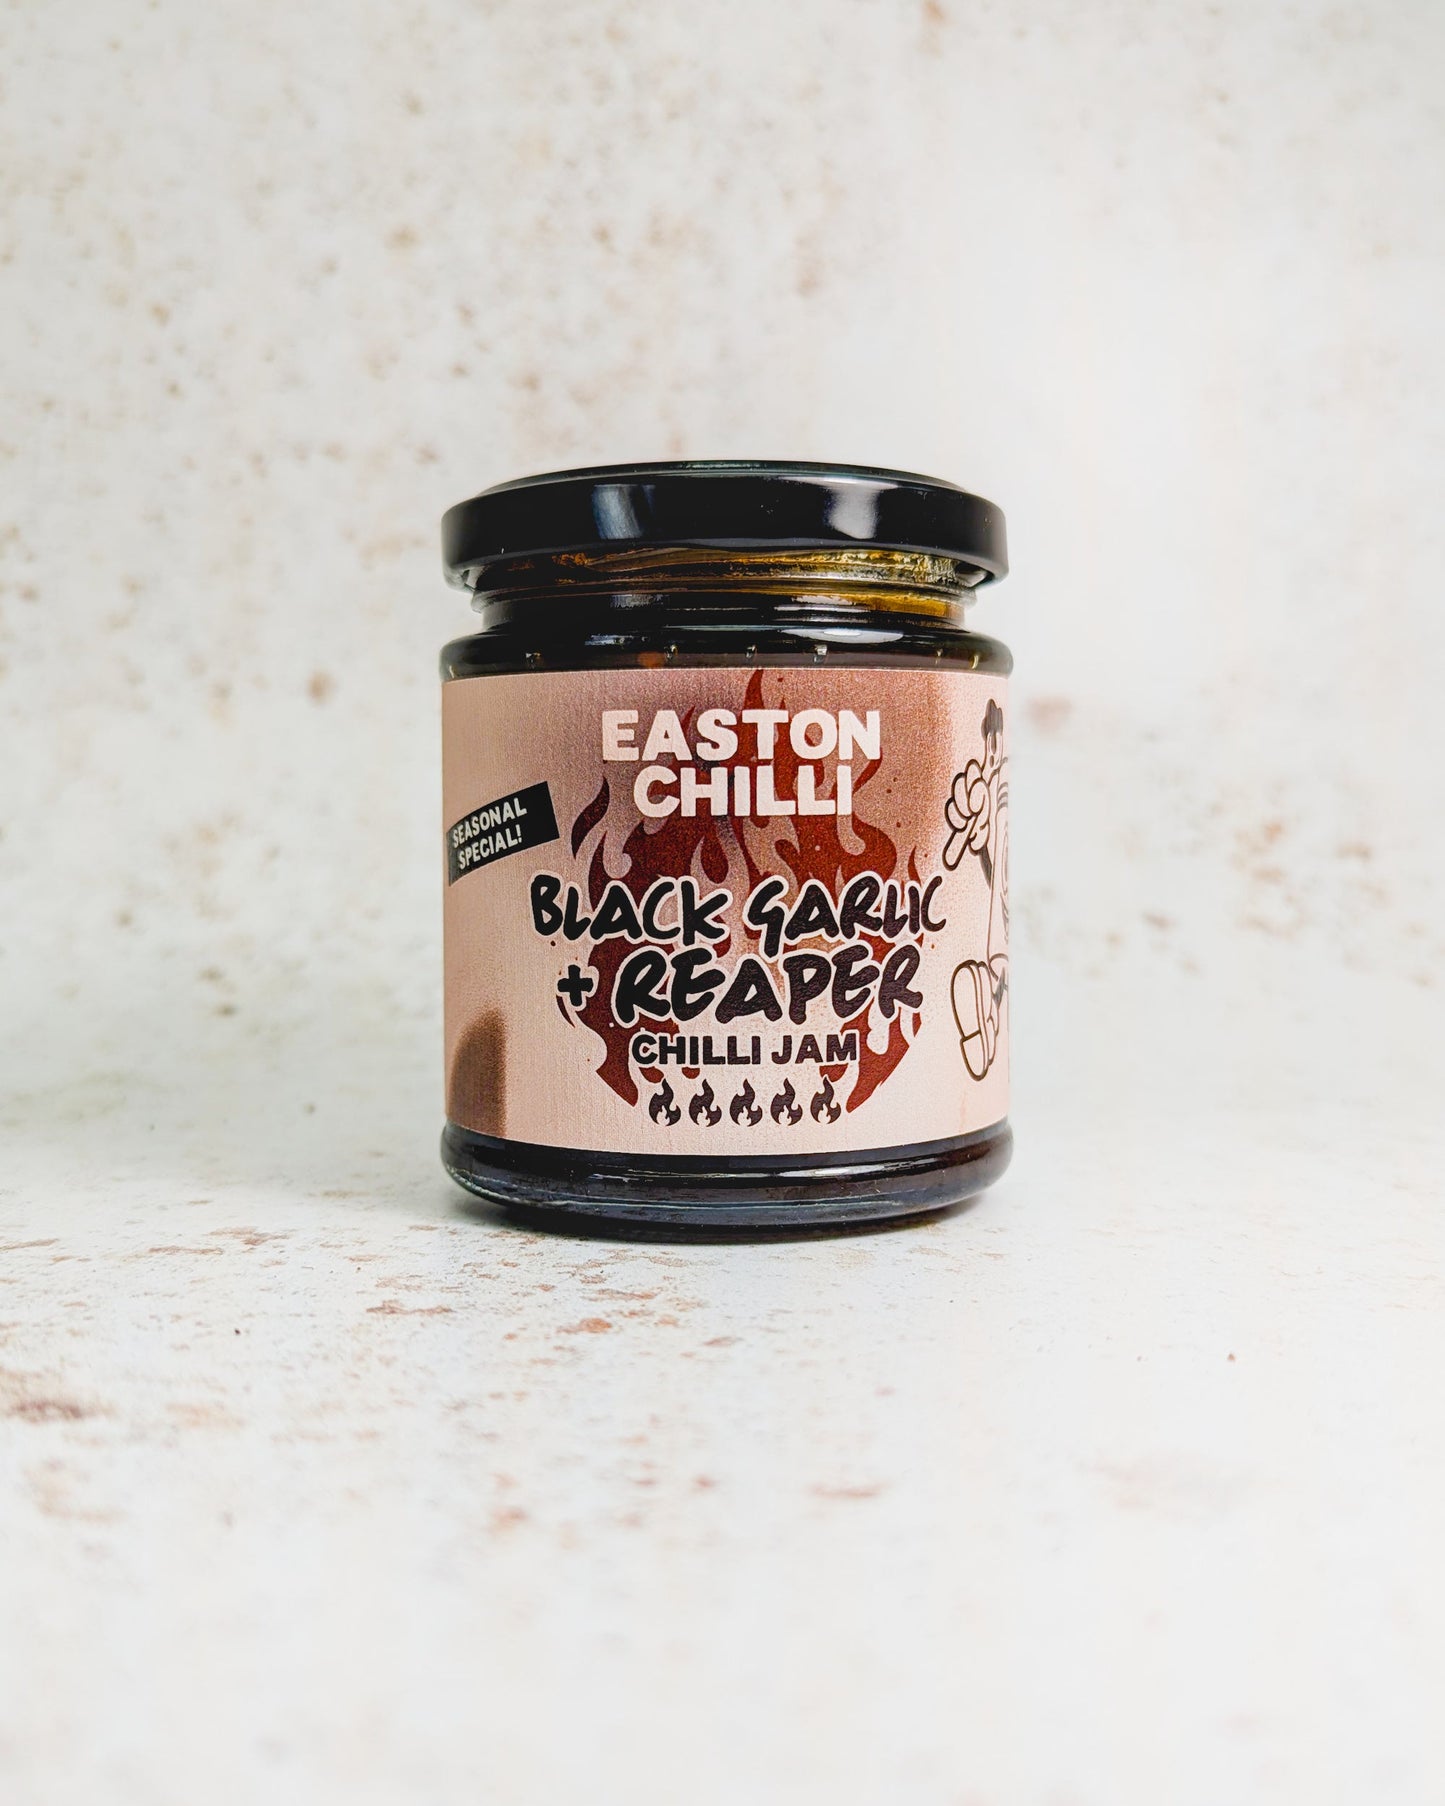 EASTON
CHILLI
SEASONAL
SPECIAL!
BLACK GARLIC
+ REAPER
CHILLI JAM